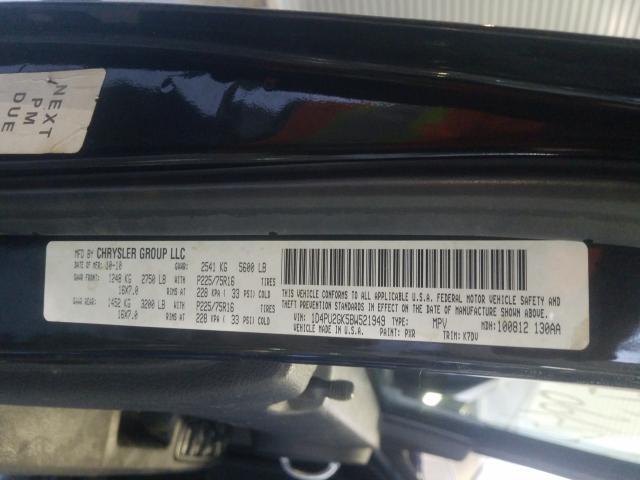 NEXT
PM
DUE
MFD BY CHRYSLER GROUP LLC
DATE OF MFR: 10-10 GVWR: 2541 KG 5600 LB
GAWR FRONT: 1248 KG 2750 LB WITH P225/75R16 TIRES
16X7.0 RIMS AT 228 KPA ( 33 PSI) COLD
GAWR REAR: 1452 KG 3200 LB WITH P225/75R16 TIRES
16X7.0 RIMS AT 228 KPA ( 33 PSI) COLD
THIS VEHICLE CONFORMS TO ALL APPLICABLE U.S.A. FEDERAL MOTOR VEHICLE SAFETY AND
THEFT PREVENTION STANDARDS IN EFFECT ON THE DATE OF MANUFACTURE SHOWN ABOVE
VIN: 1D4PU2GK5BW521949 TYPE: MPV MDH: 100812 130AA
VEHICLE MADE IN U.S.A. PAINT: PXR TRIM: K7DV